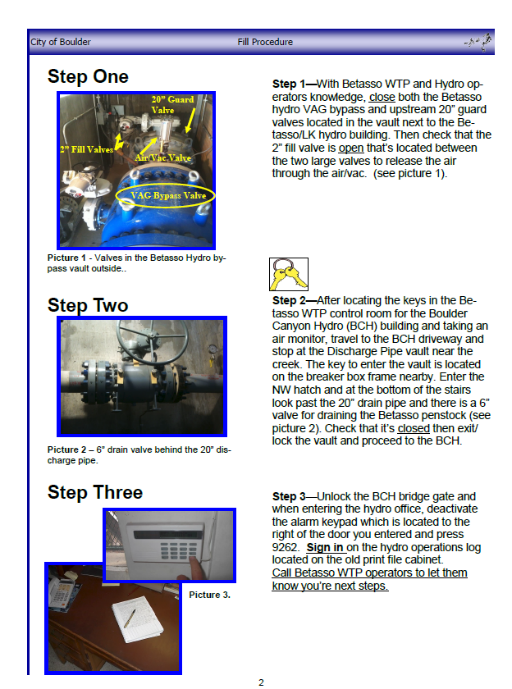 City of Boulder
Fill Procedure
Step One
20" Guard
Valve
2" Fill Valves
Air/Vac Valve
VAG Bypass Valve
Picture 1 - Valves in the Betasso Hydro by-
pass vault outside..
Step 1—With Betasso WTP and Hydro op-
erators knowledge, close both the Betasso
hydro VAG bypass and upstream 20" guard
valves located in the vault next to the Be-
tasso/LK hydro building. Then check that the
2" fill valve is open that's located between
the two large valves to release the air
through the air/vac. (see picture 1).
Step Two
Picture 2 – 6" drain valve behind the 20" dis-
charge pipe.
Step 2—After locating the keys in the Be-
tasso WTP control room for the Boulder
Canyon Hydro (BCH) building and taking an
air monitor, travel to the BCH driveway and
stop at the Discharge Pipe vault near the
creek. The key to enter the vault is located
on the breaker box frame nearby. Enter the
NW hatch and at the bottom of the stairs
look past the 20" drain pipe and there is a 6"
valve for draining the Betasso penstock (see
picture 2). Check that it's closed then exit/
lock the vault and proceed to the BCH.
Step Three
Picture 3.
Step 3—Unlock the BCH bridge gate and
when entering the hydro office, deactivate
the alarm keypad which is located to the
right of the door you entered and press
9262. Sign in on the hydro operations log
located on the old print file cabinet.
Call Betasso WTP operators to let them
know you're next steps.
2